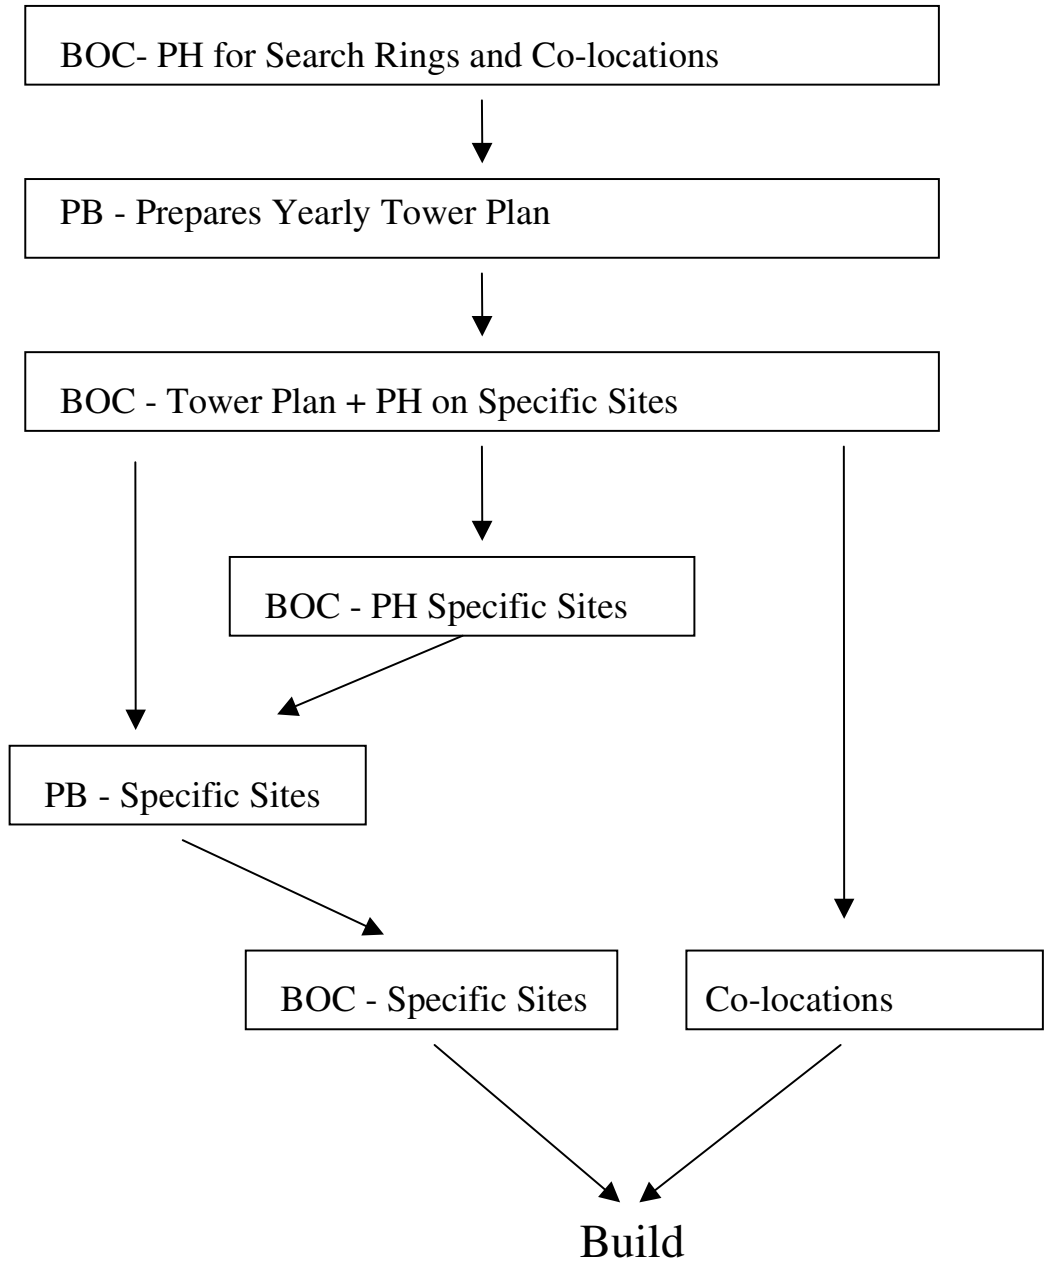 BOC- PH for Search Rings and Co-locations
PB - Prepares Yearly Tower Plan
BOC - Tower Plan + PH on Specific Sites
BOC - PH Specific Sites
PB - Specific Sites
BOC - Specific Sites
Co-locations
Build